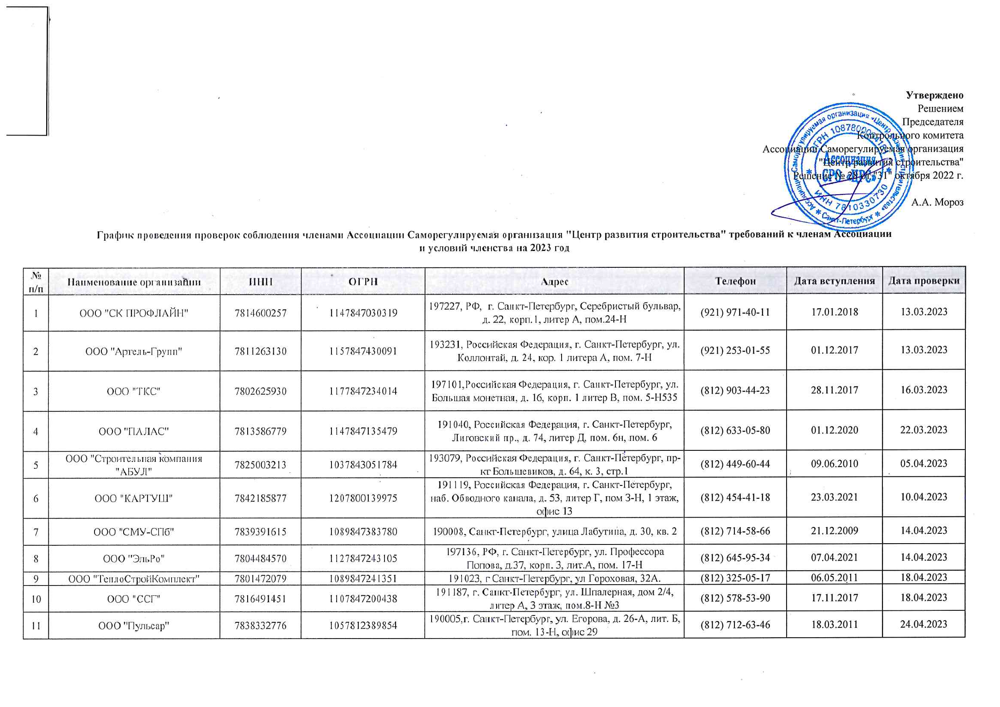 Утверждено
Решением
Председателя
Контрольного комитета
Ассоциации Саморегулируемая организация
"Центр развития строительства"
Решение № 28 от "31" октября 2022 г.
А.А. Мороз
Ассоциация Саморегулируемая организация «Центр развития строительства»
* Санкт-Петербург *
ОГРН
ИНН 7810330730
Ассоциация
СРО «ЦРС»
График проведения проверок соблюдения членами Ассоциации Саморегулируемая организация "Центр развития строительства" требований к членам Ассоциации
и условий членства на 2023 год
№ п/п Наименование организации ИНН ОГРН Адрес Телефон Дата вступления Дата проверки
1 ООО "СК ПРОФЛАЙН" 7814600257 1147847030319 197227, РФ, г. Санкт-Петербург, Серебристый бульвар,
д. 22, корп.1, литер А, пом.24-Н (921) 971-40-11 17.01.2018 13.03.2023
2 ООО "Артель-Групп" 7811263130 1157847430091 193231, Российская Федерация, г. Санкт-Петербург, ул.
Коллонтай, д. 24, кор. 1 литера А, пом. 7-Н (921) 253-01-55 01.12.2017 13.03.2023
3 ООО "ТКС" 7802625930 1177847234014 197101,Российская Федерация, г. Санкт-Петербург, ул.
Большая монетная, д. 16, корп. 1 литер В, пом. 5-Н535 (812) 903-44-23 28.11.2017 16.03.2023
4 ООО "ПАЛАС" 7813586779 1147847135479 191040, Российская Федерация, г. Санкт-Петербург,
Лиговский пр., д. 74, литер Д, пом. 6н, пом. 6 (812) 633-05-80 01.12.2020 22.03.2023
5 ООО "Строительная компания
"АБУЛ" 7825003213 1037843051784 193079, Российская Федерация, г. Санкт-Петербург, пр-
кт Большевиков, д. 64, к. 3, стр.1 (812) 449-60-44 09.06.2010 05.04.2023
6 ООО "КАРТУШ" 7842185877 1207800139975 191119, Российская Федерация, г. Санкт-Петербург,
наб. Обводного канала, д. 53, литер Г, пом 3-Н, 1 этаж,
офис 13 (812) 454-41-18 23.03.2021 10.04.2023
7 ООО "СМУ-СПб" 7839391615 1089847383780 190008, Санкт-Петербург, улица Лабутина, д. 30, кв. 2 (812) 714-58-66 21.12.2009 14.04.2023
8 ООО "ЭльРо" 7804484570 1127847243105 197136, РФ, г. Санкт-Петербург, ул. Профессора
Попова, д.37, корп. 3, лит.А, пом. 17-Н (812) 645-95-34 07.04.2021 14.04.2023
9 ООО "ТеплоСтройКомплект" 7801472079 1089847241351 191023, г Санкт-Петербург, ул Гороховая, 32А. (812) 325-05-17 06.05.2011 18.04.2023
10 ООО "ССГ" 7816491451 1107847200438 191187, г. Санкт-Петербург, ул. Шпалерная, дом 2/4,
литер А, 3 этаж, пом.8-Н №3 (812) 578-53-90 17.11.2017 18.04.2023
11 ООО "Пульсар" 7838332776 1057812389854 190005,г. Санкт-Петербург, ул. Егорова, д. 26-А, лит. Б,
пом. 13-Н, офис 29 (812) 712-63-46 18.03.2011 24.04.2023